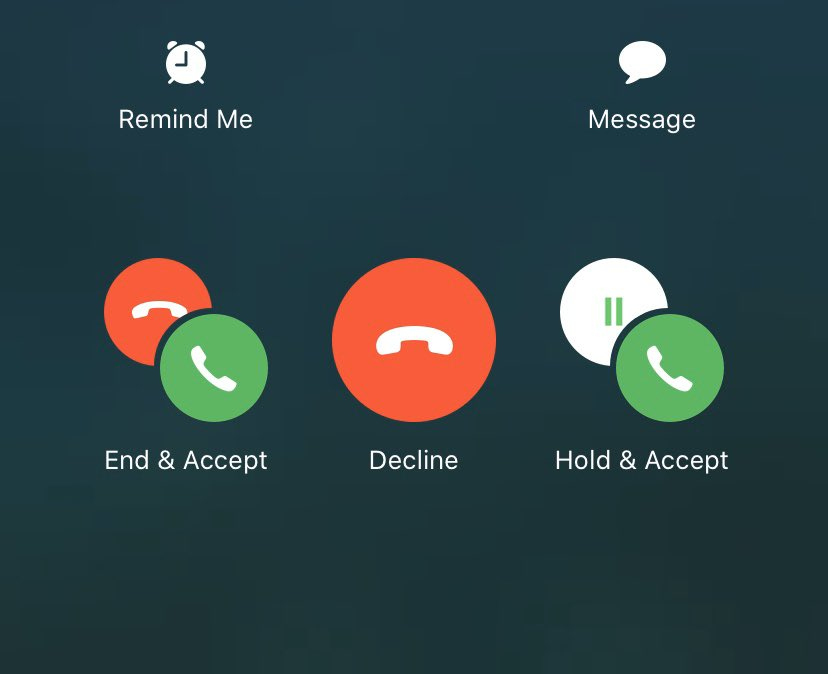 Remind Me
Message
End & Accept
Decline
Hold & Accept